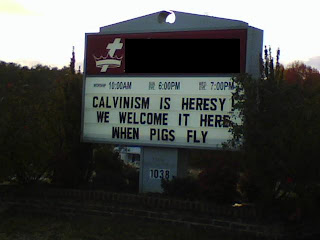 10:00AM 6:00PM 7:00PM
CALVINISM IS HERESY!
WE WELCOME IT HERE
WHEN PIGS FLY
1038